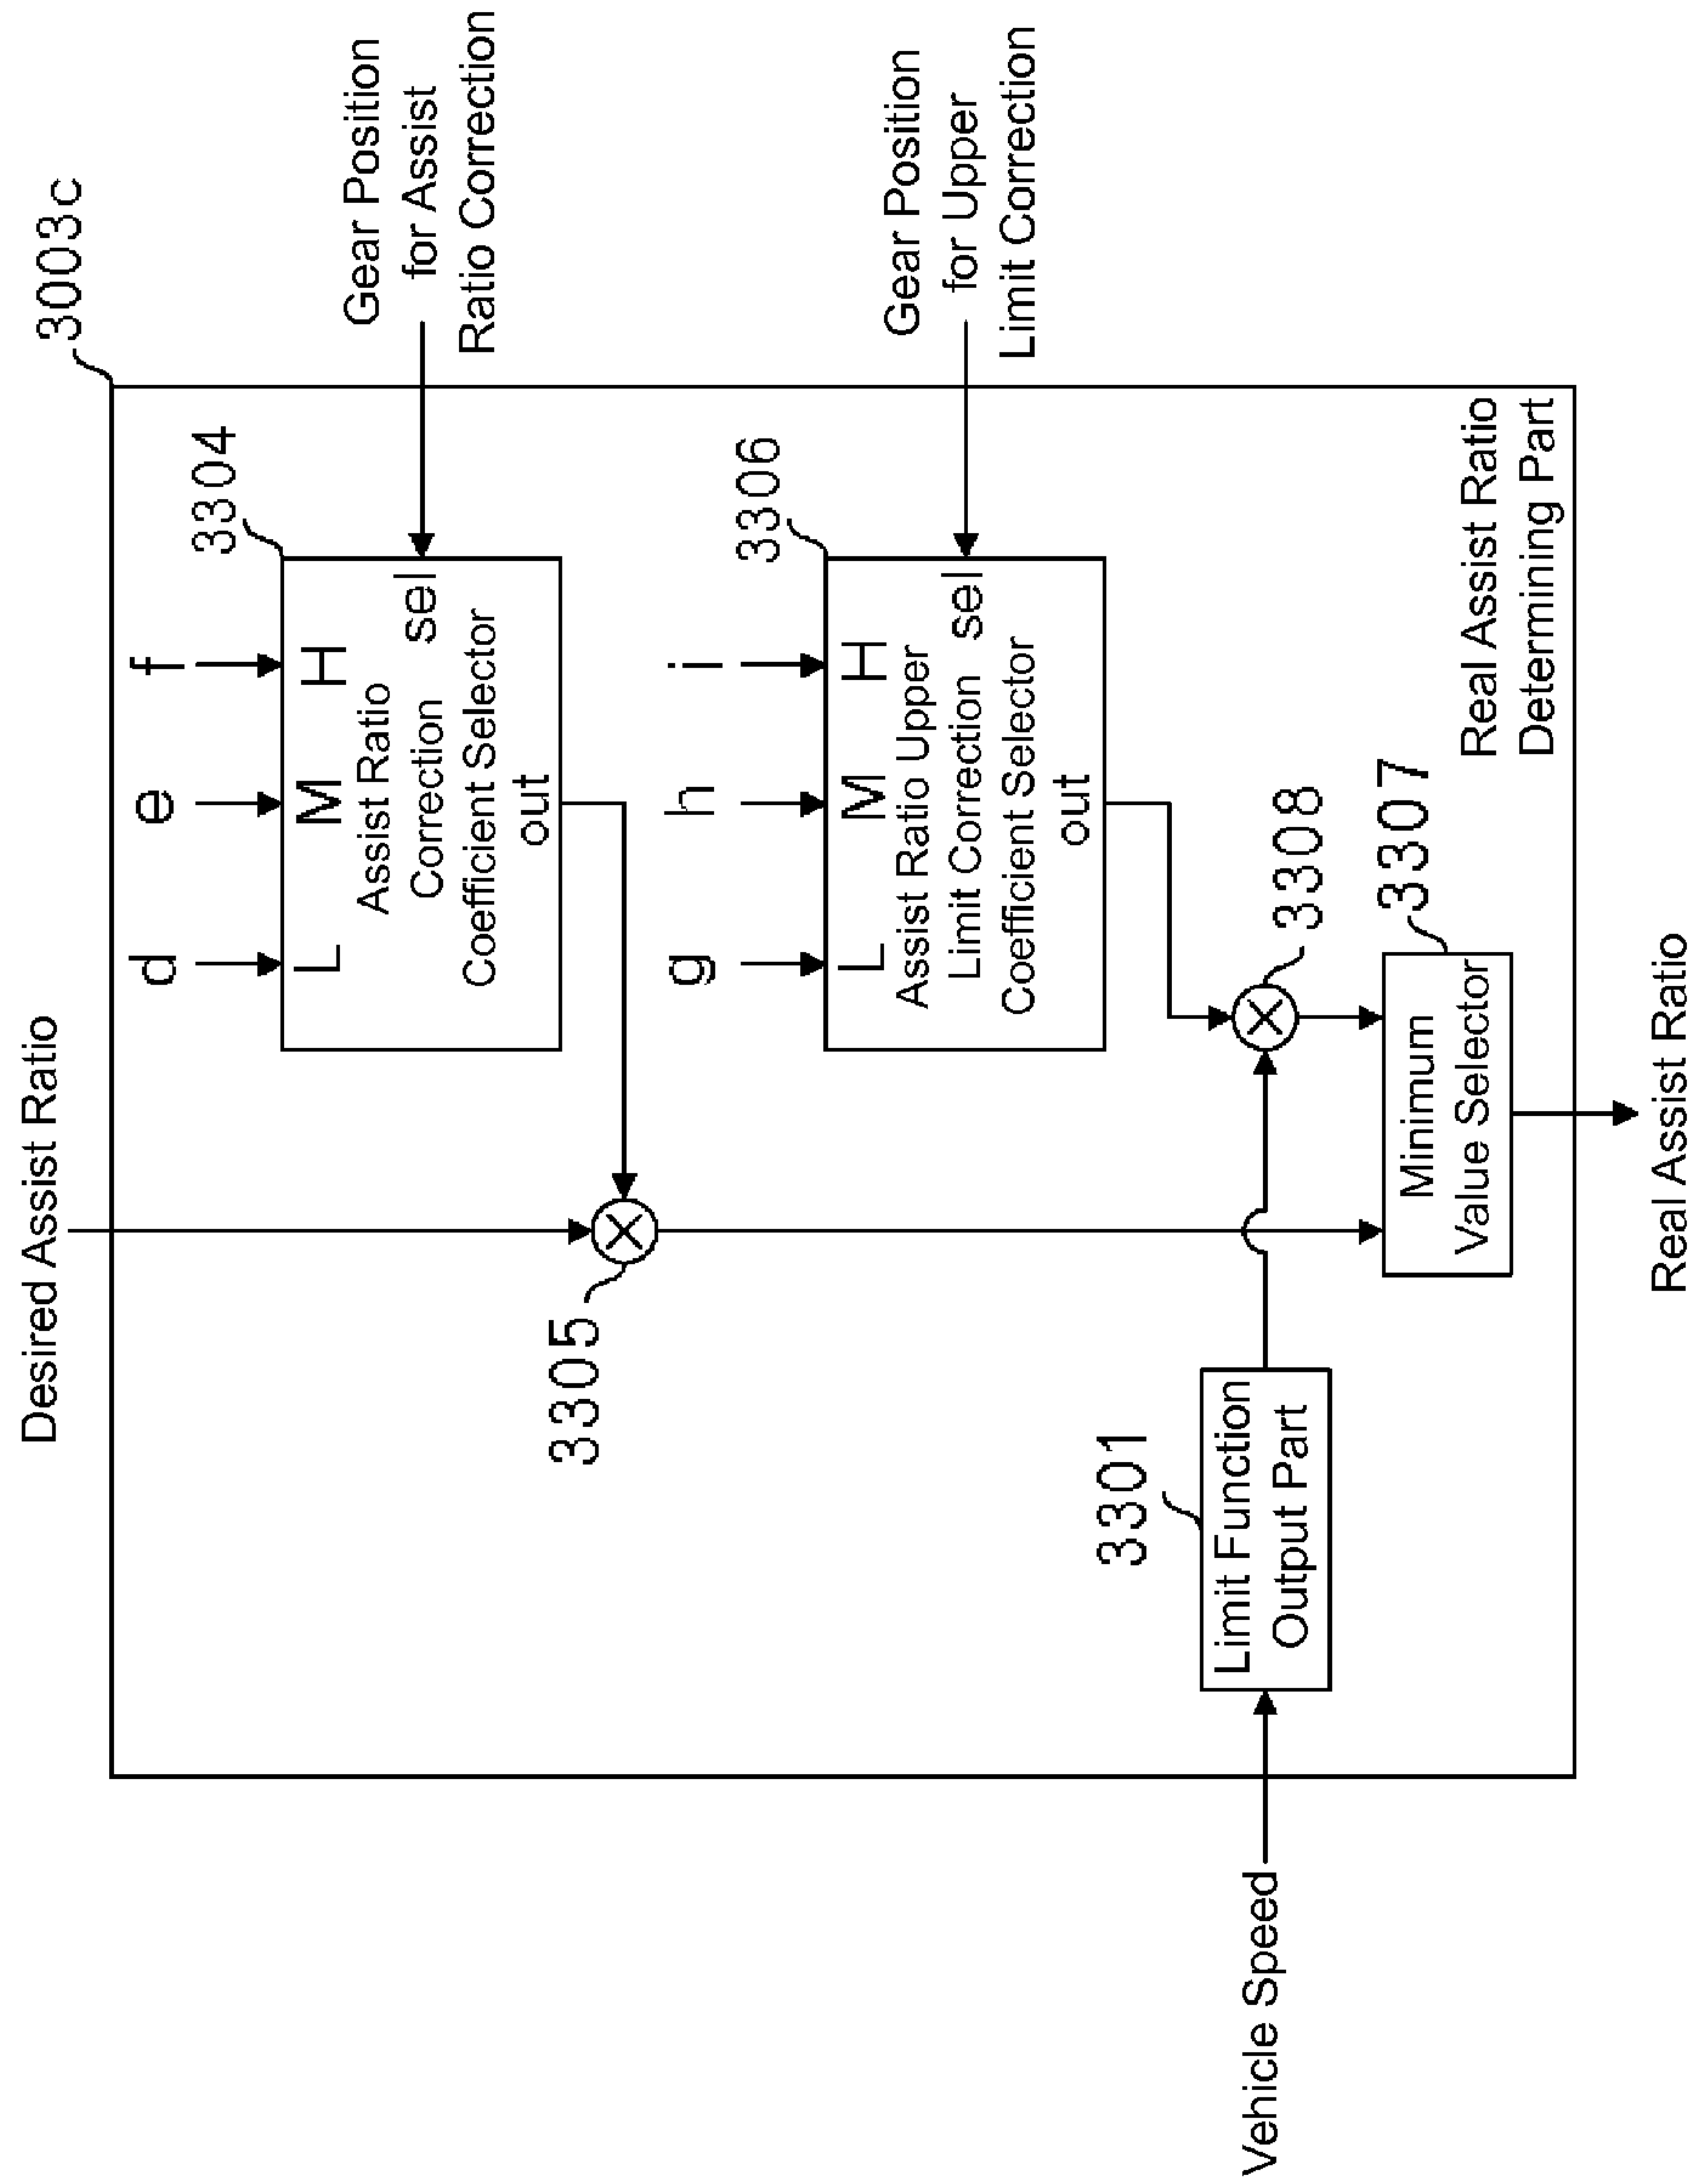 Desired Assist Ratio
3003c
d
e
f
3304
L
M
H
Assist Ratio
Correction
Coefficient Selector
sel
out
Gear Position
for Assist
Ratio Correction
3305
g
h
i
3306
L
M
H
Assist Ratio Upper
Limit Correction
Coefficient Selector
sel
out
Gear Position
for Upper
Limit Correction
Vehicle Speed
3301
Limit Function
Output Part
3308
3307
Minimum
Value Selector
Real Assist Ratio
Determining Part
Real Assist Ratio